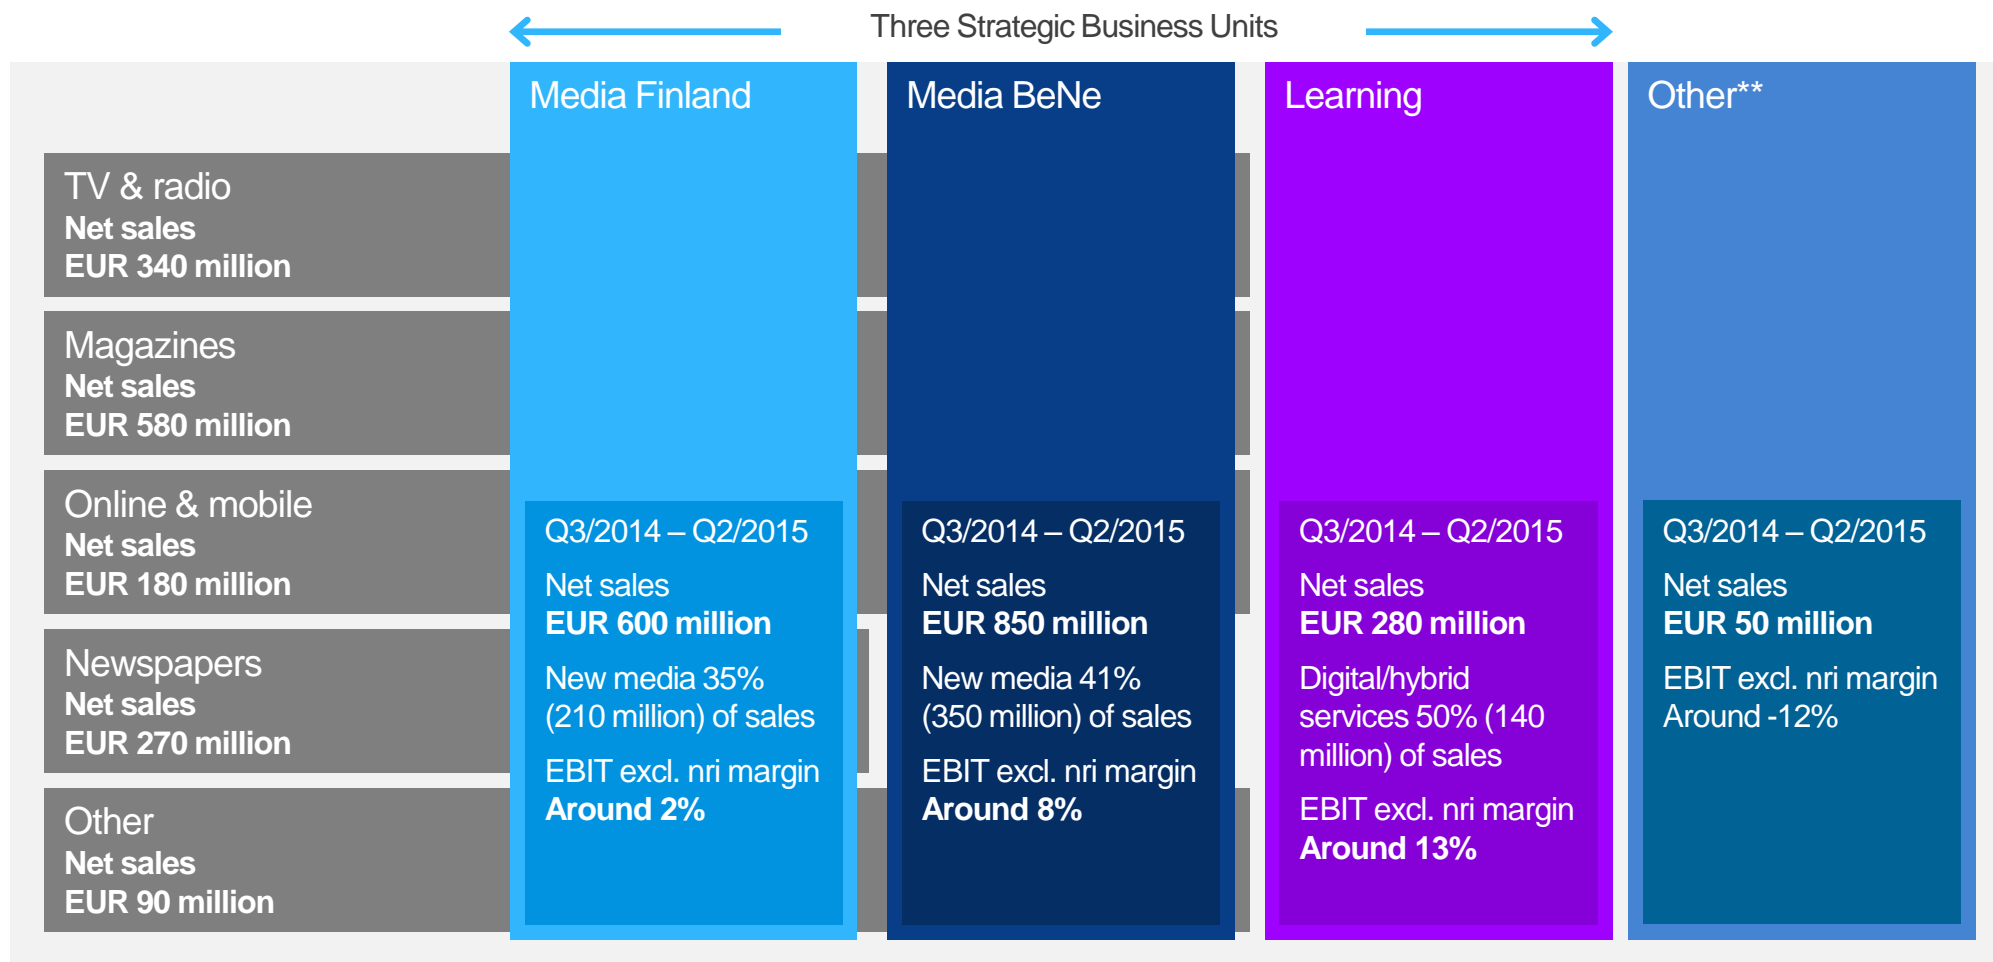 Three Strategic Business Units
Media Finland
Media BeNe
Learning
Other**
TV & radio
Net sales
EUR 340 million
Magazines
Net sales
EUR 580 million
Online & mobile
Net sales
EUR 180 million
Newspapers
Net sales
EUR 270 million
Other
Net sales
EUR 90 million
Q3/2014 – Q2/2015
Net sales
EUR 600 million
New media 35%
(210 million) of sales
EBIT excl. nri margin
Around 2%
Q3/2014 – Q2/2015
Net sales
EUR 850 million
New media 41%
(350 million) of sales
EBIT excl. nri margin
Around 8%
Q3/2014 – Q2/2015
Net sales
EUR 280 million
Digital/hybrid
services 50% (140
million) of sales
EBIT excl. nri margin
Around 13%
Q3/2014 – Q2/2015
Net sales
EUR 50 million
EBIT excl. nri margin
Around -12%